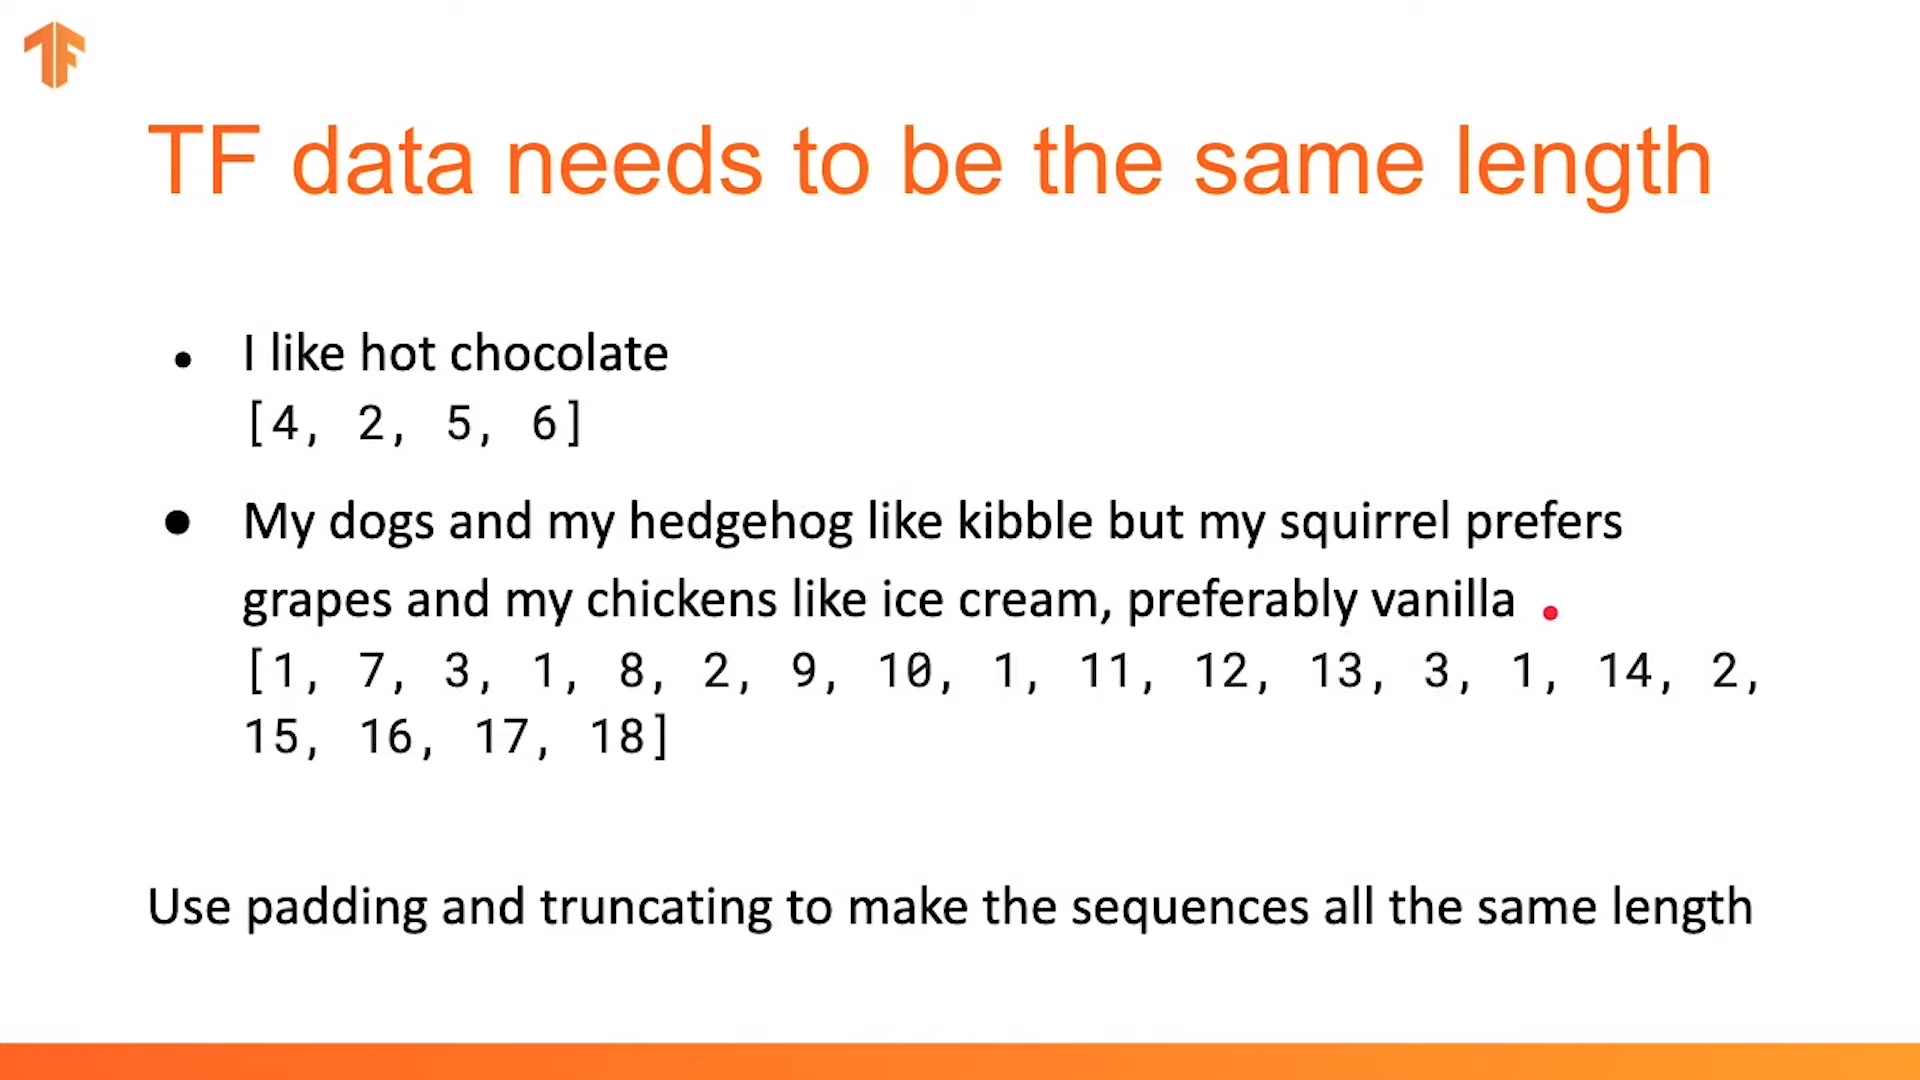 TF data needs to be the same length
• I like hot chocolate
[4, 2, 5, 6]
• My dogs and my hedgehog like kibble but my squirrel prefers
grapes and my chickens like ice cream, preferably vanilla
[1, 7, 3, 1, 8, 2, 9, 10, 1, 11, 12, 13, 3, 1, 14, 2,
15, 16, 17, 18]
Use padding and truncating to make the sequences all the same length